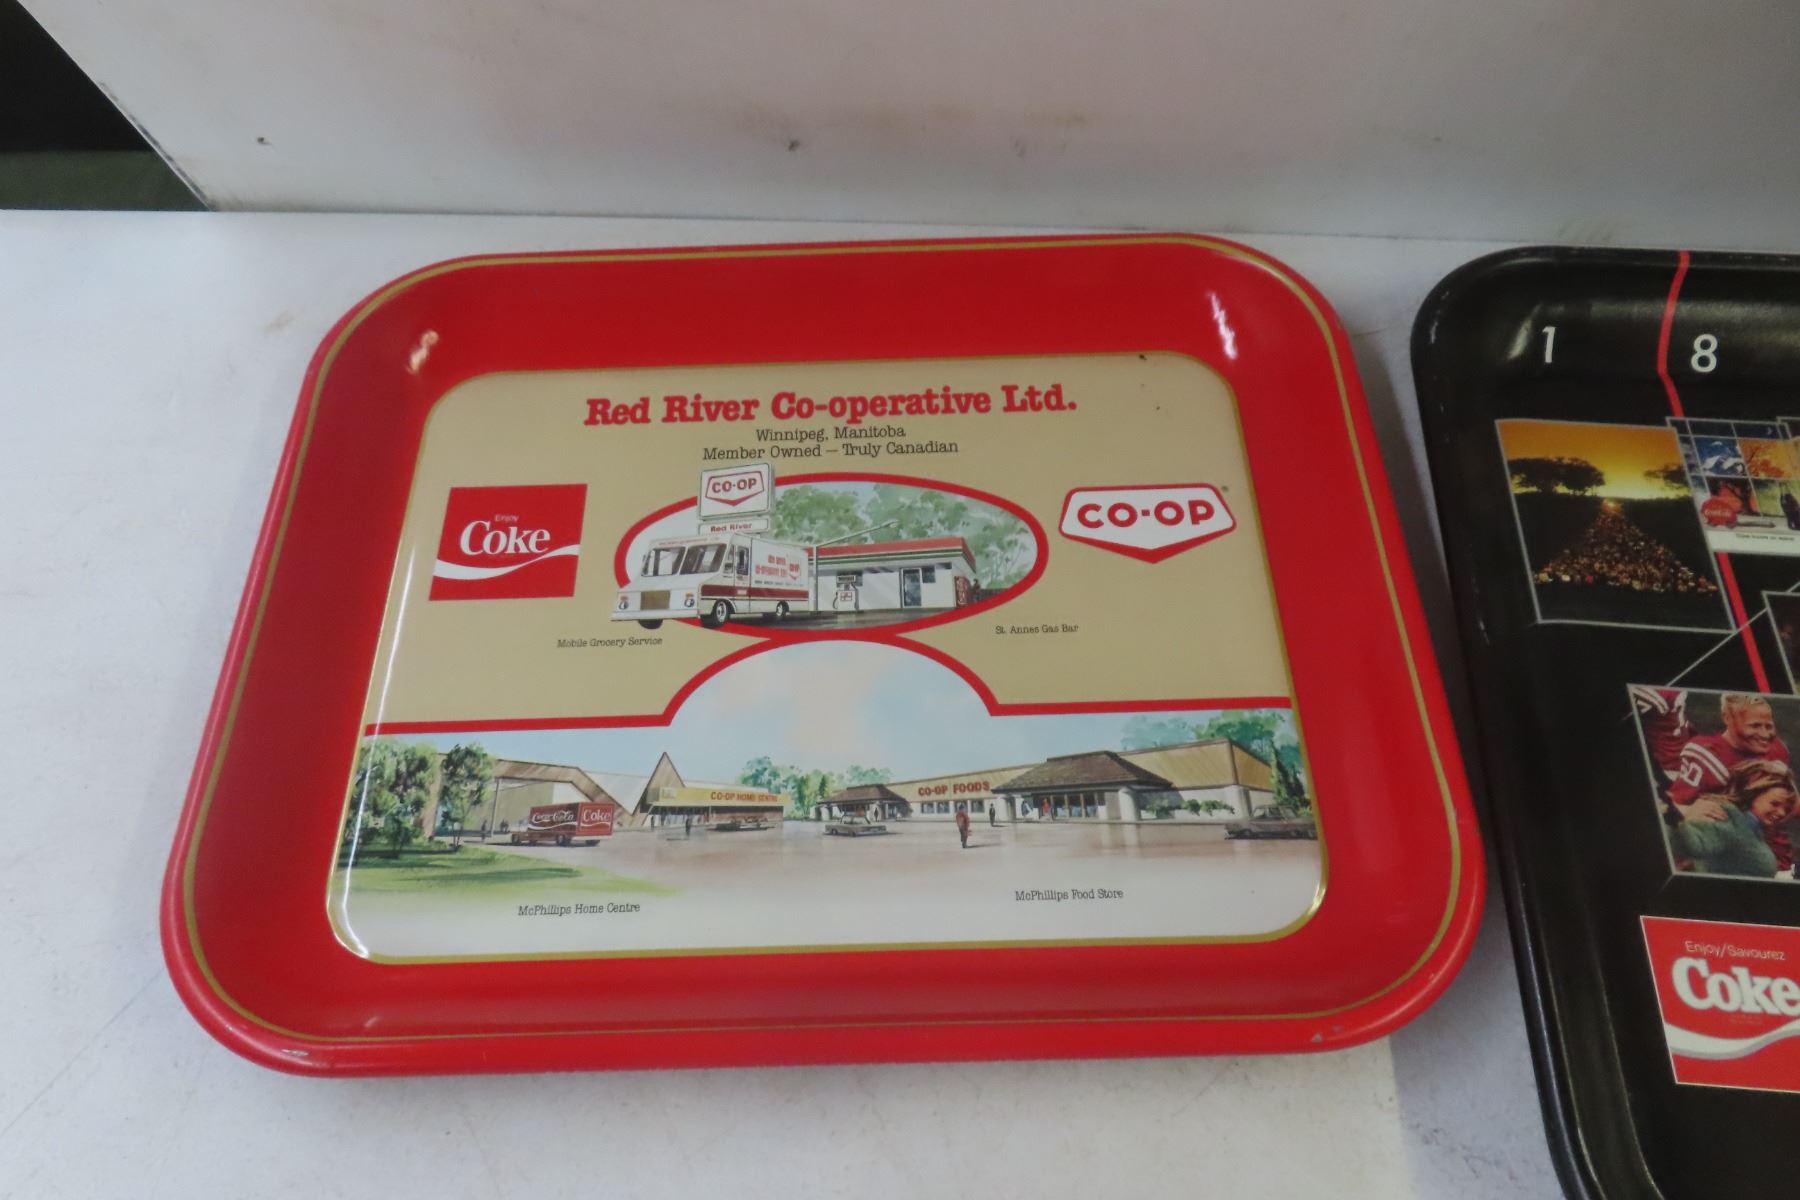 Red River Co-operative Ltd.
Winnipeg, Manitoba
Member Owned — Truly Canadian
Enjoy
Coke
CO-OP
Red River
CO-OP
Mobile Grocery Service
St. Annes Gas Bar
Coca-Cola
Coke
CO-OP HOME CENTRE
CO-OP FOODS
McPhillips Home Centre
McPhillips Food Store
1 8
Enjoy/Savourez
Coke